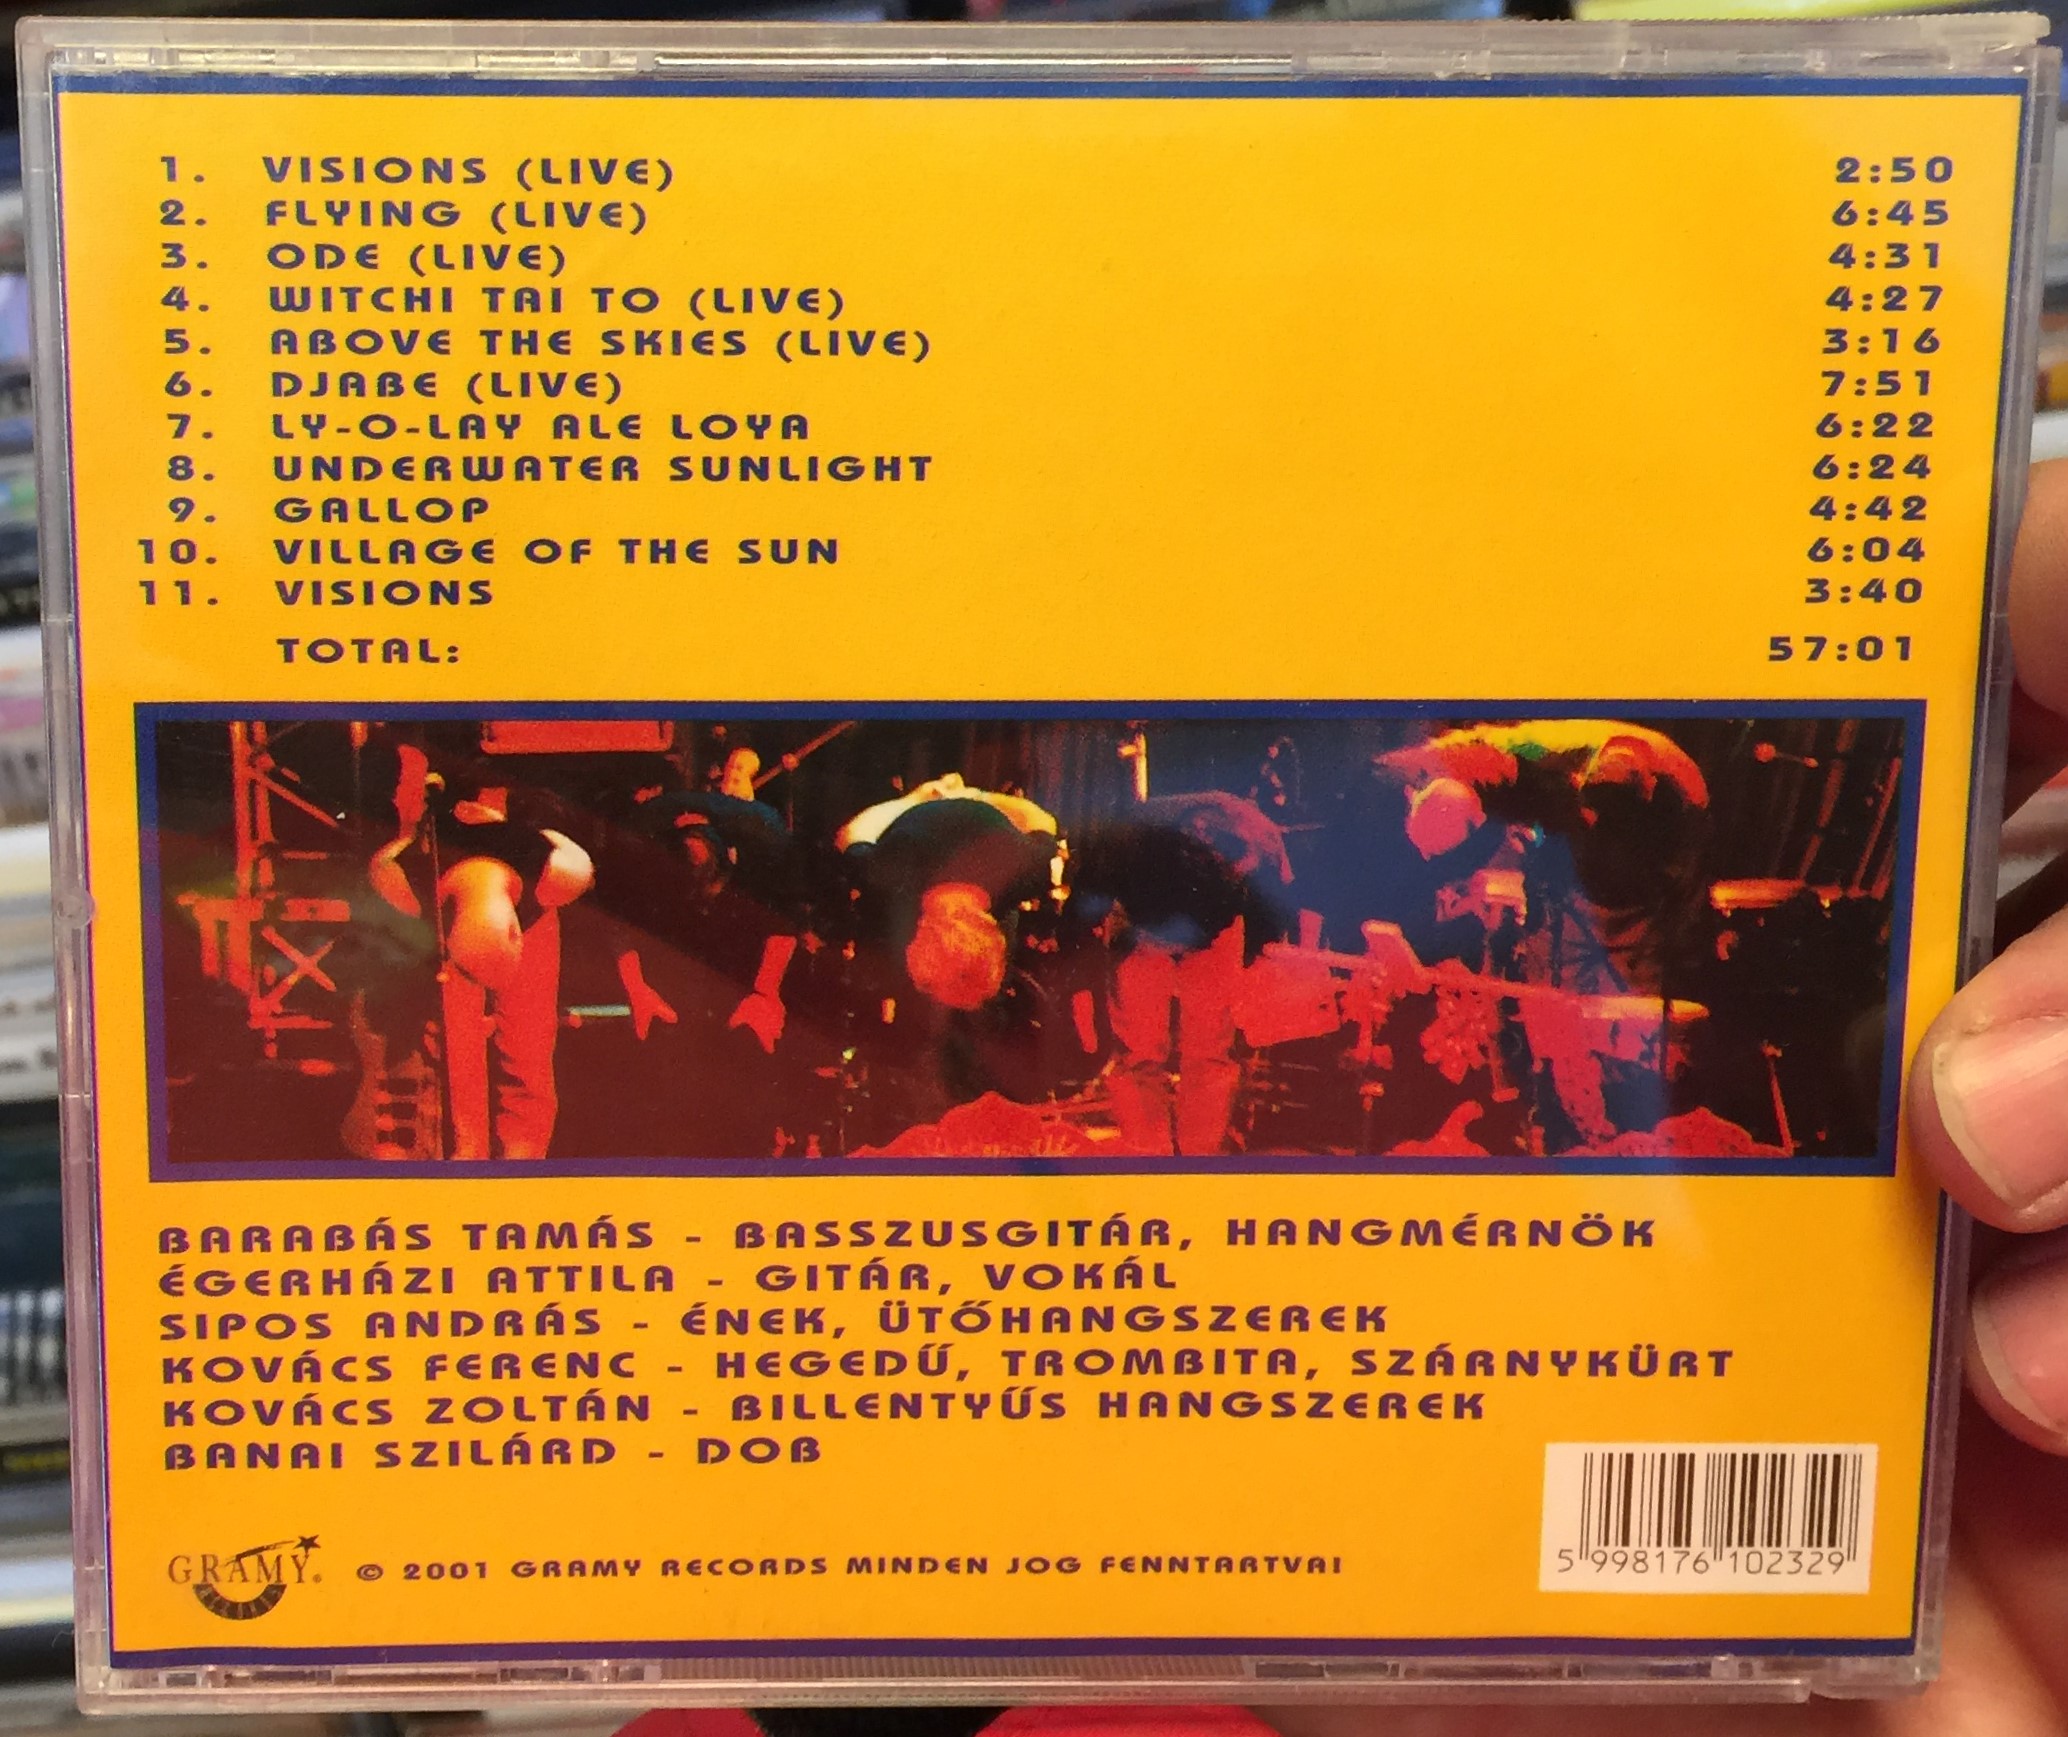 1. VISIONS (LIVE) 2:50
2. FLYING (LIVE) 6:45
3. ODE (LIVE) 4:31
4. WITCHI TAI TO (LIVE) 4:27
5. ABOVE THE SKIES (LIVE) 3:16
6. DJABE (LIVE) 7:51
7. LY-O-LAY ALE LOYA 6:22
8. UNDERWATER SUNLIGHT 6:24
9. GALLOP 4:42
10. VILLAGE OF THE SUN 6:04
11. VISIONS 3:40
TOTAL: 57:01
BARABÁS TAMÁS - BASSZUSGITÁR, HANGMÉRNÖK
ÉGERHÁZI ATTILA - GITÁR, VOKÁL
SIPOS ANDRÁS - ÉNEK, ÜTŐHANGSZEREK
KOVÁCS FERENC - HEGEDŰ, TROMBITA, SZÁRNYKÜRT
KOVÁCS ZOLTÁN - BILLENTYŰS HANGSZEREK
BANAI SZILÁRD - DOB
GRAMY.
© 2001 GRAMY RECORDS MINDEN JOG FENNTARTVA!
5 998176 102329